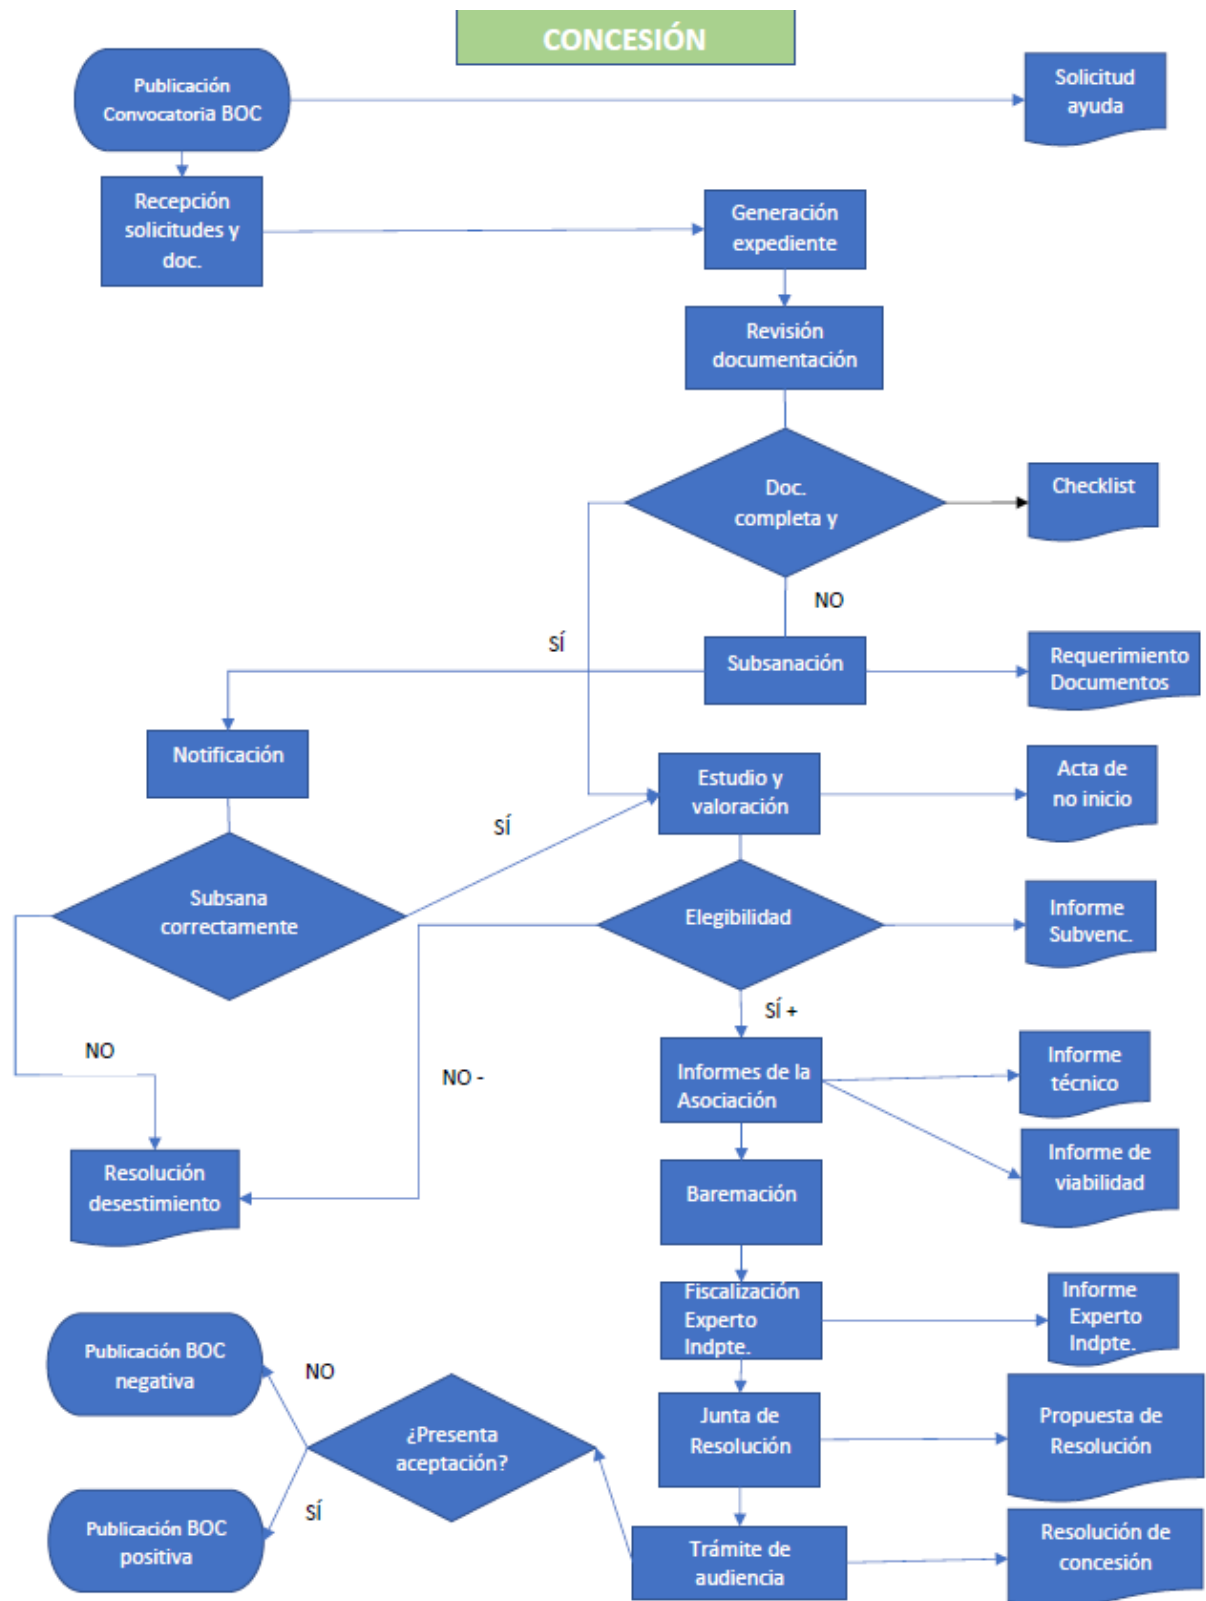 CONCESIÓN
Publicación
Convocatoria BOC
Solicitud
ayuda
Recepción
solicitudes y
doc.
Generación
expediente
Revisión
documentación
Doc.
completa y
Checklist
NO
SÍ
Subsanación
Requerimiento
Documentos
Notificación
Estudio y
valoración
Acta de
no inicio
SÍ
Subsana
correctamente
Elegibilidad
Informe
Subvenc.
SÍ +
NO
NO -
Informes de la
Asociación
Informe
técnico
Resolución
desestimiento
Baremación
Informe de
viabilidad
Fiscalización
Experto
Indpte.
Informe
Experto
Indpte.
Publicación BOC
negativa
NO
¿Presenta
aceptación?
Junta de
Resolución
Propuesta de
Resolución
SÍ
Publicación BOC
positiva
Trámite de
audiencia
Resolución de
concesión